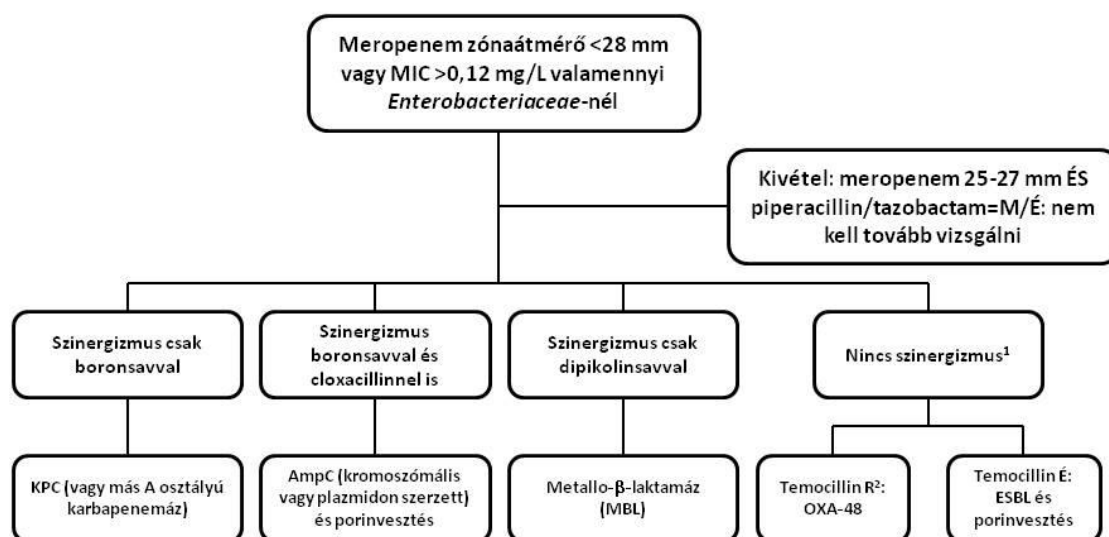 Meropenem zónaátmérő <28 mm
vagy MIC >0,12 mg/L valamennyi
Enterobacteriaceae-nél
Kivétel: meropenem 25-27 mm ÉS
piperacillin/tazobactam=M/É: nem
kell tovább vizsgálni
Szinergizmus csak
boronsavval
Szinergizmus
boronsavval és
cloxacillinnel is
Szinergizmus csak
dipikolinsavval
Nincs szinergizmus¹
KPC (vagy más A osztályú
karbapenemáz)
AmpC (kromoszómális
vagy plazmidon szerzett)
és porinvesztés
Metallo-β-laktamáz
(MBL)
Temocillin R²:
OXA-48
Temocillin É:
ESBL és
porinvesztés